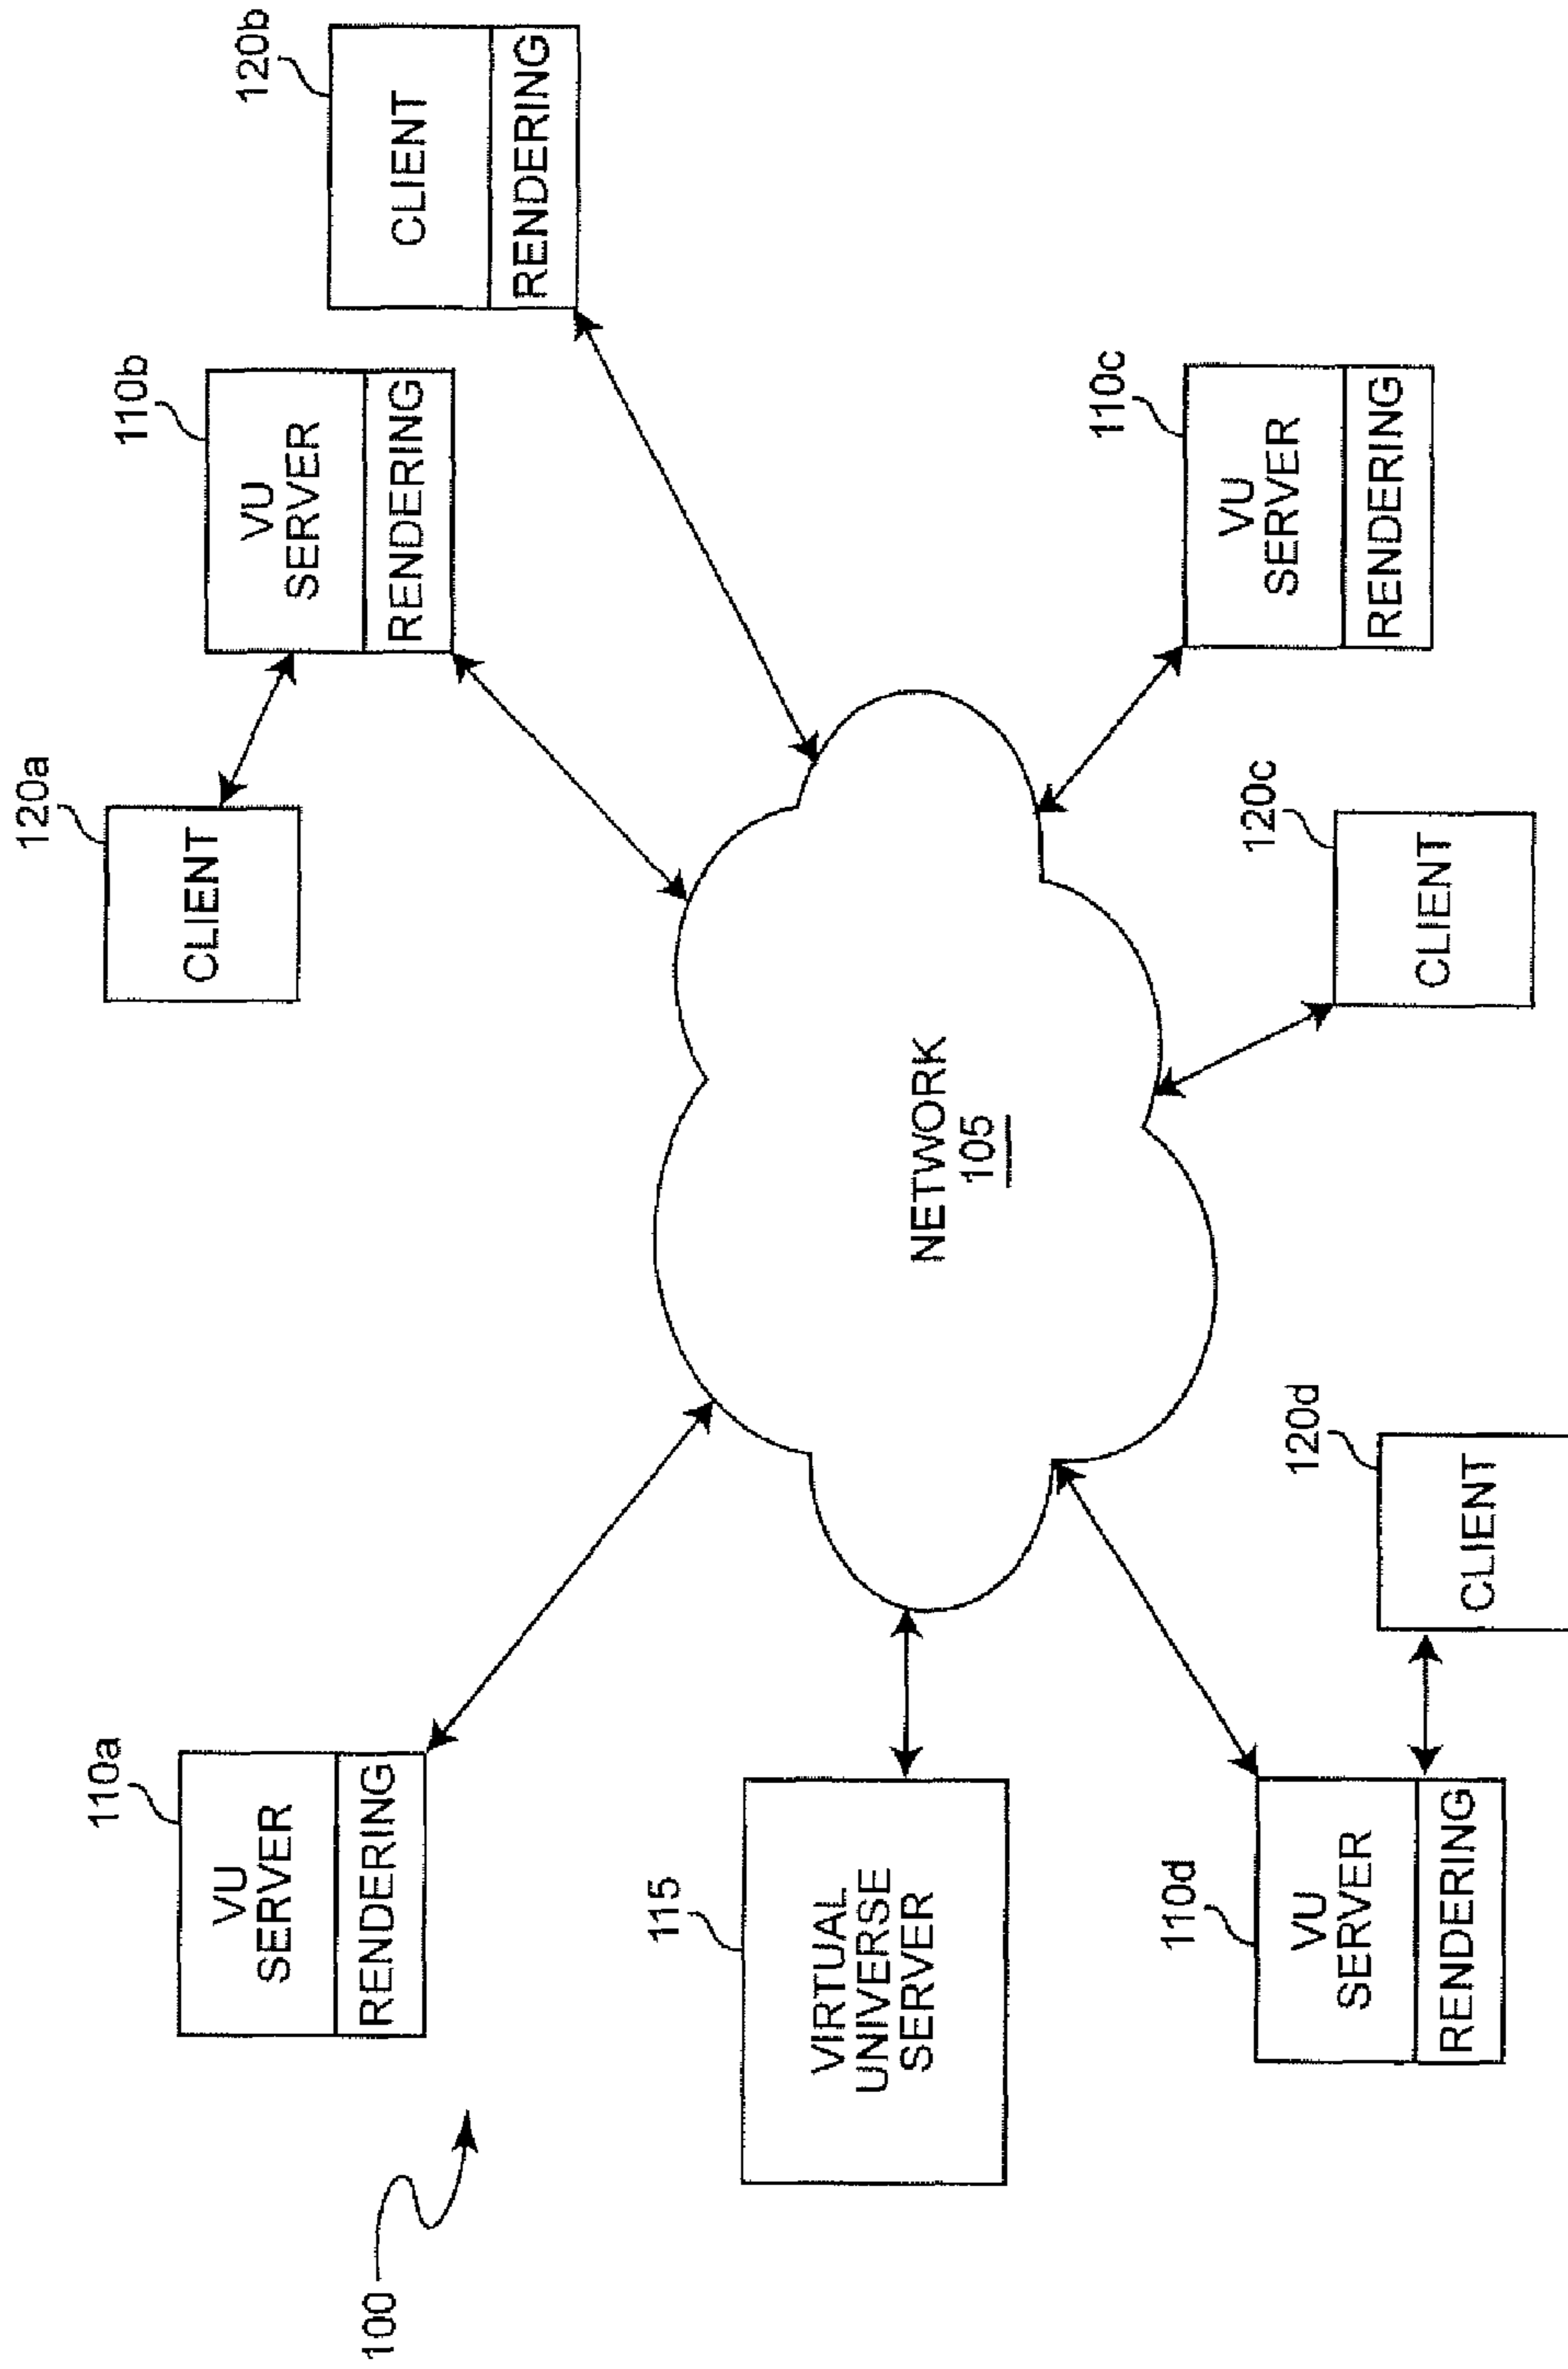 120a
CLIENT
110b
VU
SERVER
RENDERING
120b
CLIENT
RENDERING
110a
VU
SERVER
RENDERING
100
115
VIRTUAL
UNIVERSE
SERVER
NETWORK
105
110c
VU
SERVER
RENDERING
120c
CLIENT
110d
VU
SERVER
RENDERING
120d
CLIENT